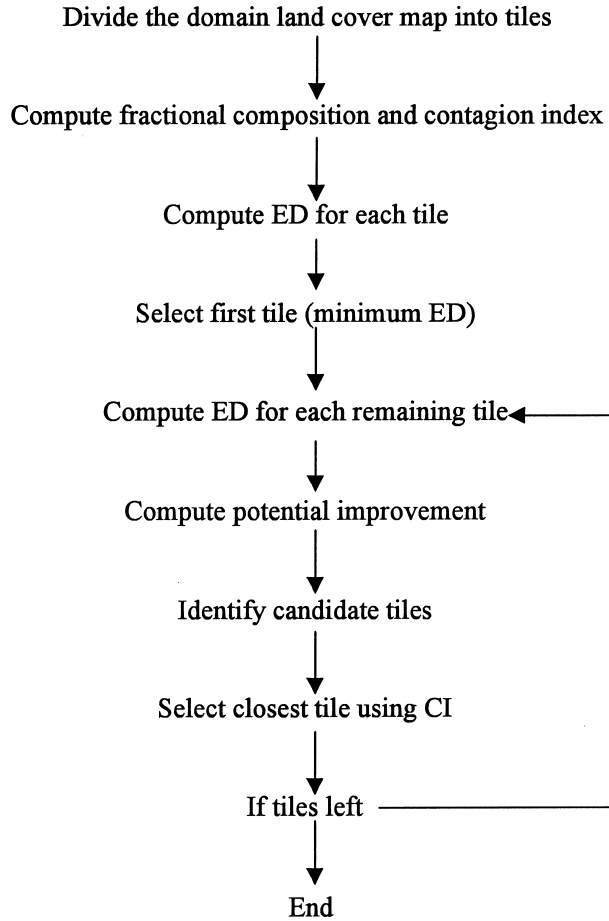 Divide the domain land cover map into tiles
Compute fractional composition and contagion index
Compute ED for each tile
Select first tile (minimum ED)
Compute ED for each remaining tile
Compute potential improvement
Identify candidate tiles
Select closest tile using CI
If tiles left
End